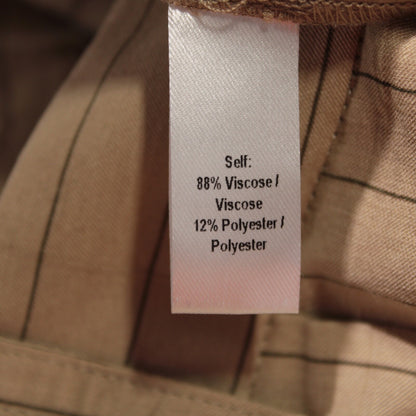 Self:
88% Viscose /
Viscose
12% Polyester /
Polyester